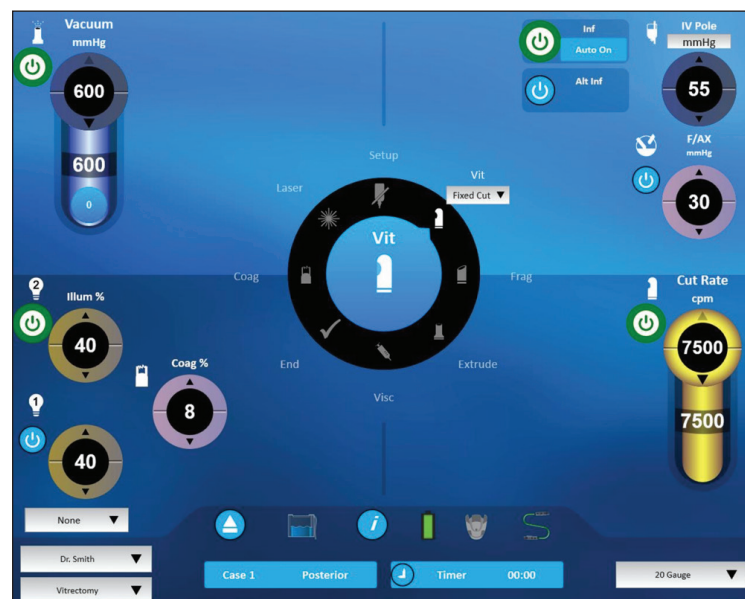 Vacuum
mmHg
600
600
0
Inf
Auto On
Alt Inf
IV Pole
mmHg
55
F/AX
mmHg
30
Setup
Vit
Fixed Cut
Laser
Vit
Coag
Frag
End
Extrude
Visc
2
Illum %
40
Coag %
8
1
40
Cut Rate
cpm
7500
7500
None
Dr. Smith
Vitrectomy
i
Case 1 Posterior
Timer 00:00
20 Gauge